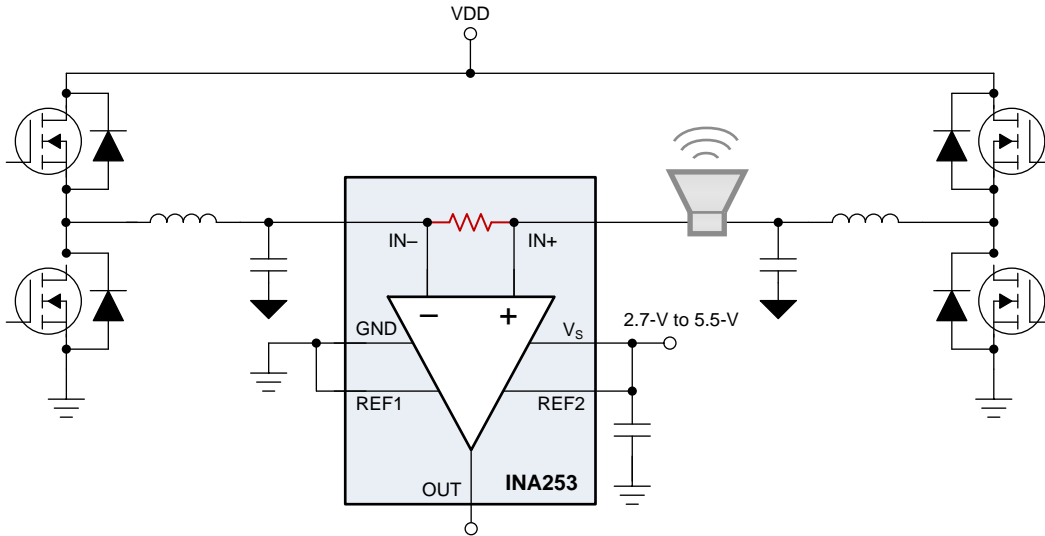 VDD
IN–
IN+
–
+
GND
VS
2.7-V to 5.5-V
REF1
REF2
OUT
INA253